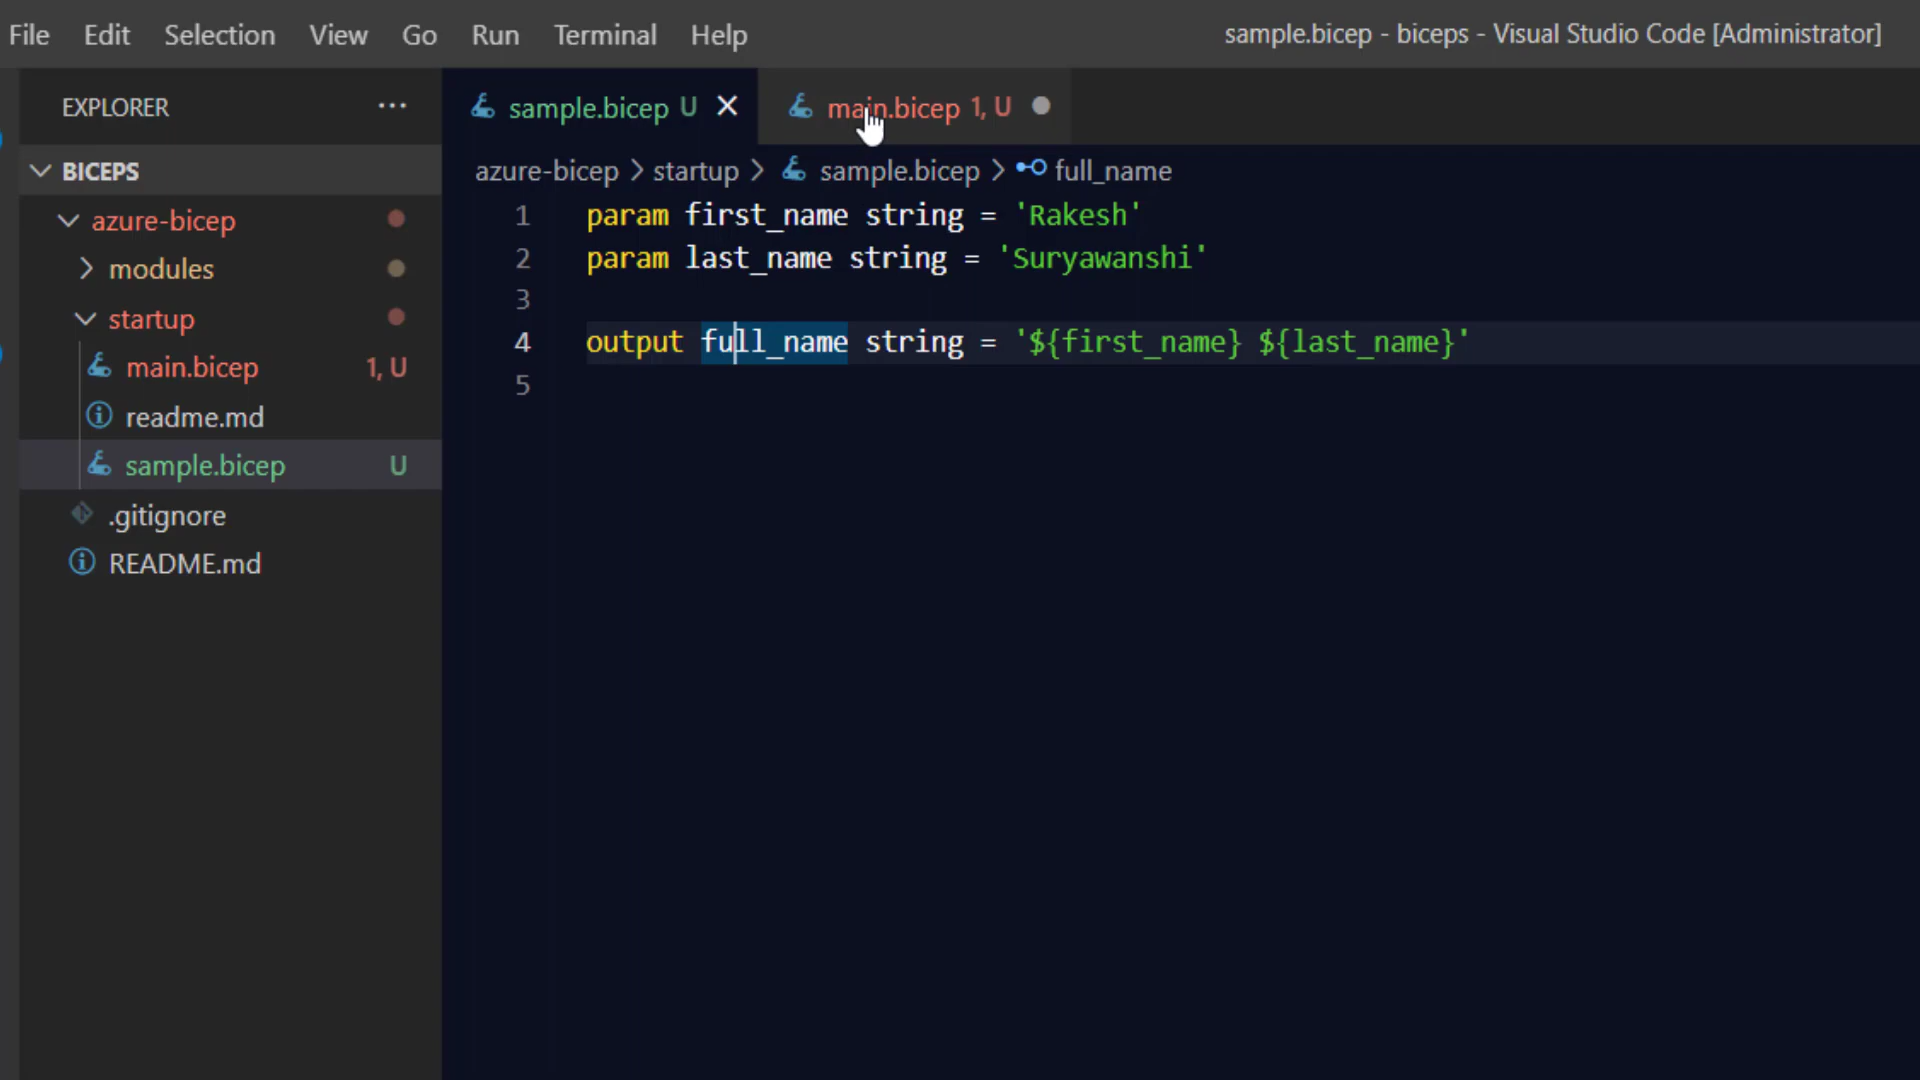 File Edit Selection View Go Run Terminal Help sample.bicep - biceps - Visual Studio Code [Administrator]
EXPLORER ···
sample.bicep U
main.bicep 1, U
BICEPS
azure-bicep
modules
startup
main.bicep 1, U
readme.md
sample.bicep U
.gitignore
README.md
azure-bicep > startup > sample.bicep > full_name
1 param first_name string = 'Rakesh'
2 param last_name string = 'Suryawanshi'
3
4 output full_name string = '${first_name} ${last_name}'
5